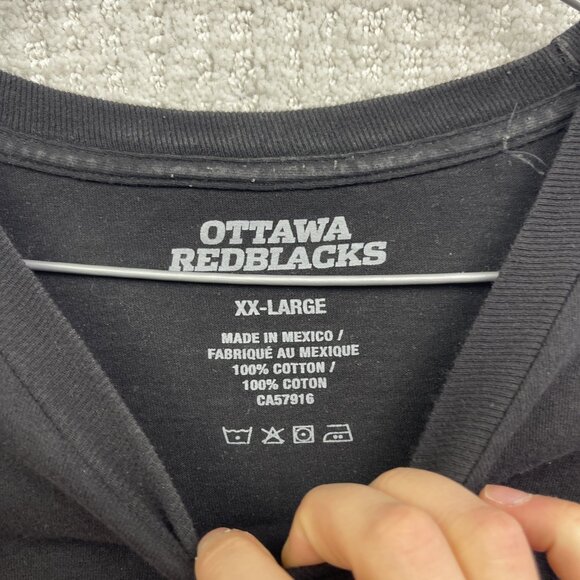 OTTAWA
REDBLACKS
XX-LARGE
MADE IN MEXICO /
FABRIQUÉ AU MEXIQUE
100% COTTON /
100% COTON
CA57916